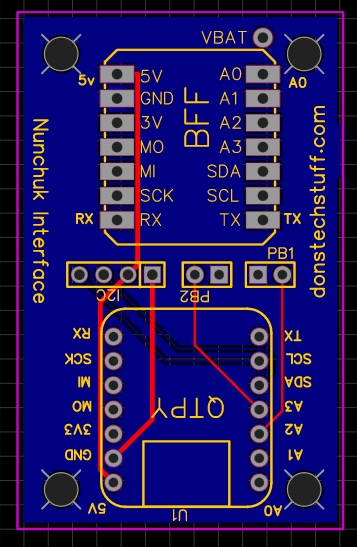 VBAT
5v
A0
5V
A0
GND
A1
3V
A2
MO
A3
MI
SDA
SCK
SCL
RX
RX
TX
TX
BFF
Nunchuk Interface
donstechstuff.com
PB1
I2C
PB2
RX
TX
SCK
SCL
MI
SDA
MO
A3
3V3
A2
GND
A1
5V
A0
QTPY
U1